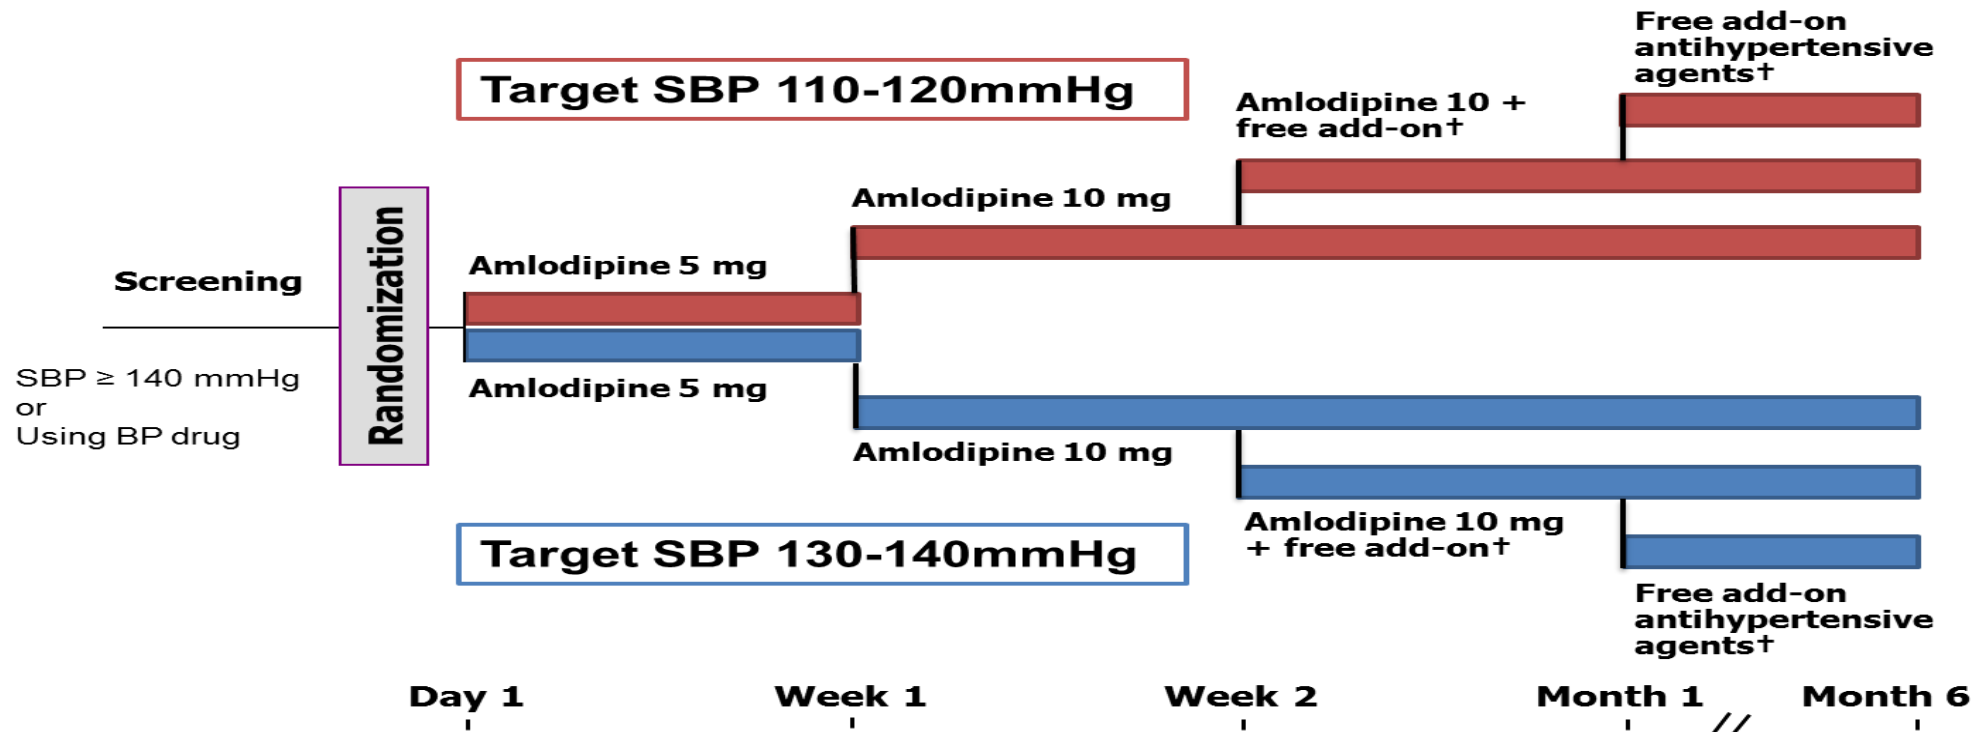 Free add-on
antihypertensive
agents†
Target SBP 110-120mmHg
Amlodipine 10 +
free add-on†
Amlodipine 10 mg
Amlodipine 5 mg
Screening
Randomization
SBP ≥ 140 mmHg
or
Using BP drug
Amlodipine 5 mg
Amlodipine 10 mg
Amlodipine 10 mg
+ free add-on†
Target SBP 130-140mmHg
Free add-on
antihypertensive
agents†
Day 1 Week 1 Week 2 Month 1 // Month 6